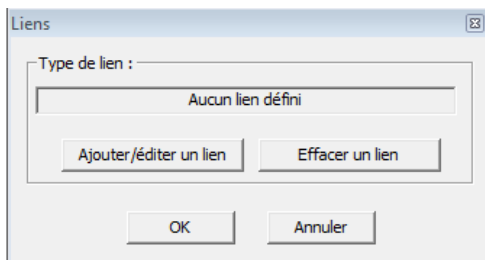 Liens
Type de lien :
Aucun lien défini
Ajouter/éditer un lien Effacer un lien
OK Annuler